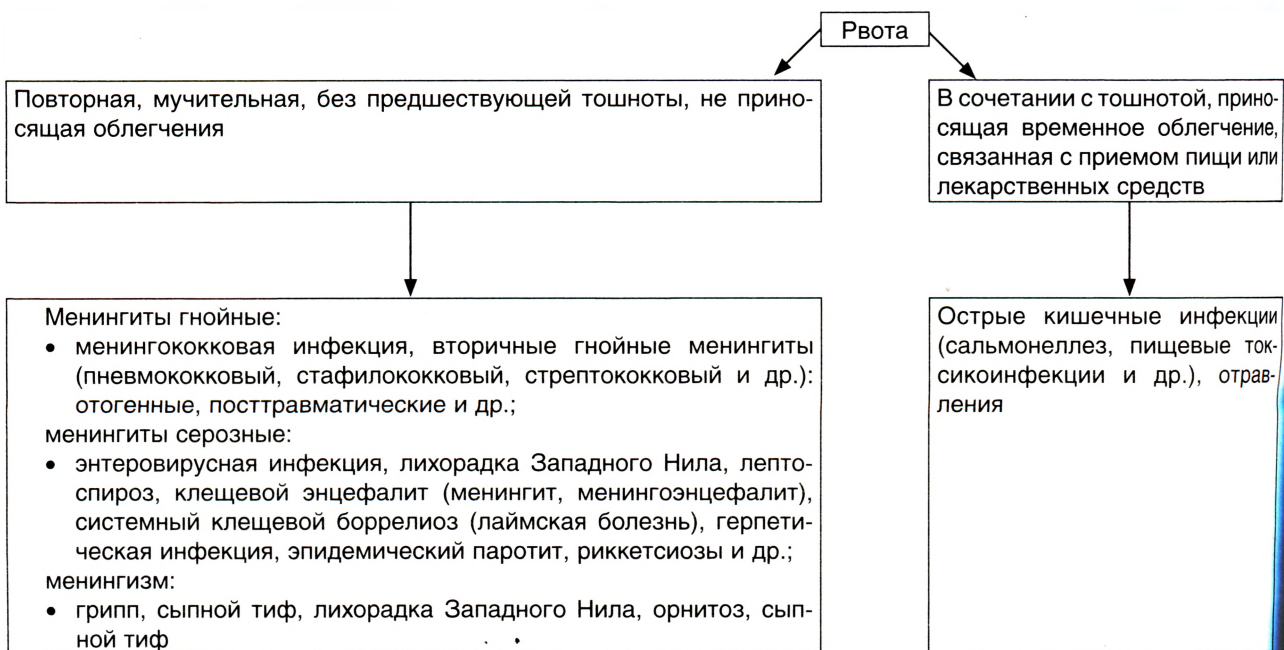 Рвота
Повторная, мучительная, без предшествующей тошноты, не прино-
сящая облегчения
В сочетании с тошнотой, прино-
сящая временное облегчение,
связанная с приемом пищи или
лекарственных средств
Менингиты гнойные:
• менингококковая инфекция, вторичные гнойные менингиты
(пневмококковый, стафилококковый, стрептококковый и др.):
отогенные, посттравматические и др.;
менингиты серозные:
• энтеровирусная инфекция, лихорадка Западного Нила, лепто-
спироз, клещевой энцефалит (менингит, менингоэнцефалит),
системный клещевой боррелиоз (лаймская болезнь), герпети-
ческая инфекция, эпидемический паротит, риккетсиозы и др.;
менингизм:
• грипп, сыпной тиф, лихорадка Западного Нила, орнитоз, сып-
ной тиф
Острые кишечные инфекции
(сальмонеллез, пищевые ток-
сикоинфекции и др.), отрав-
ления